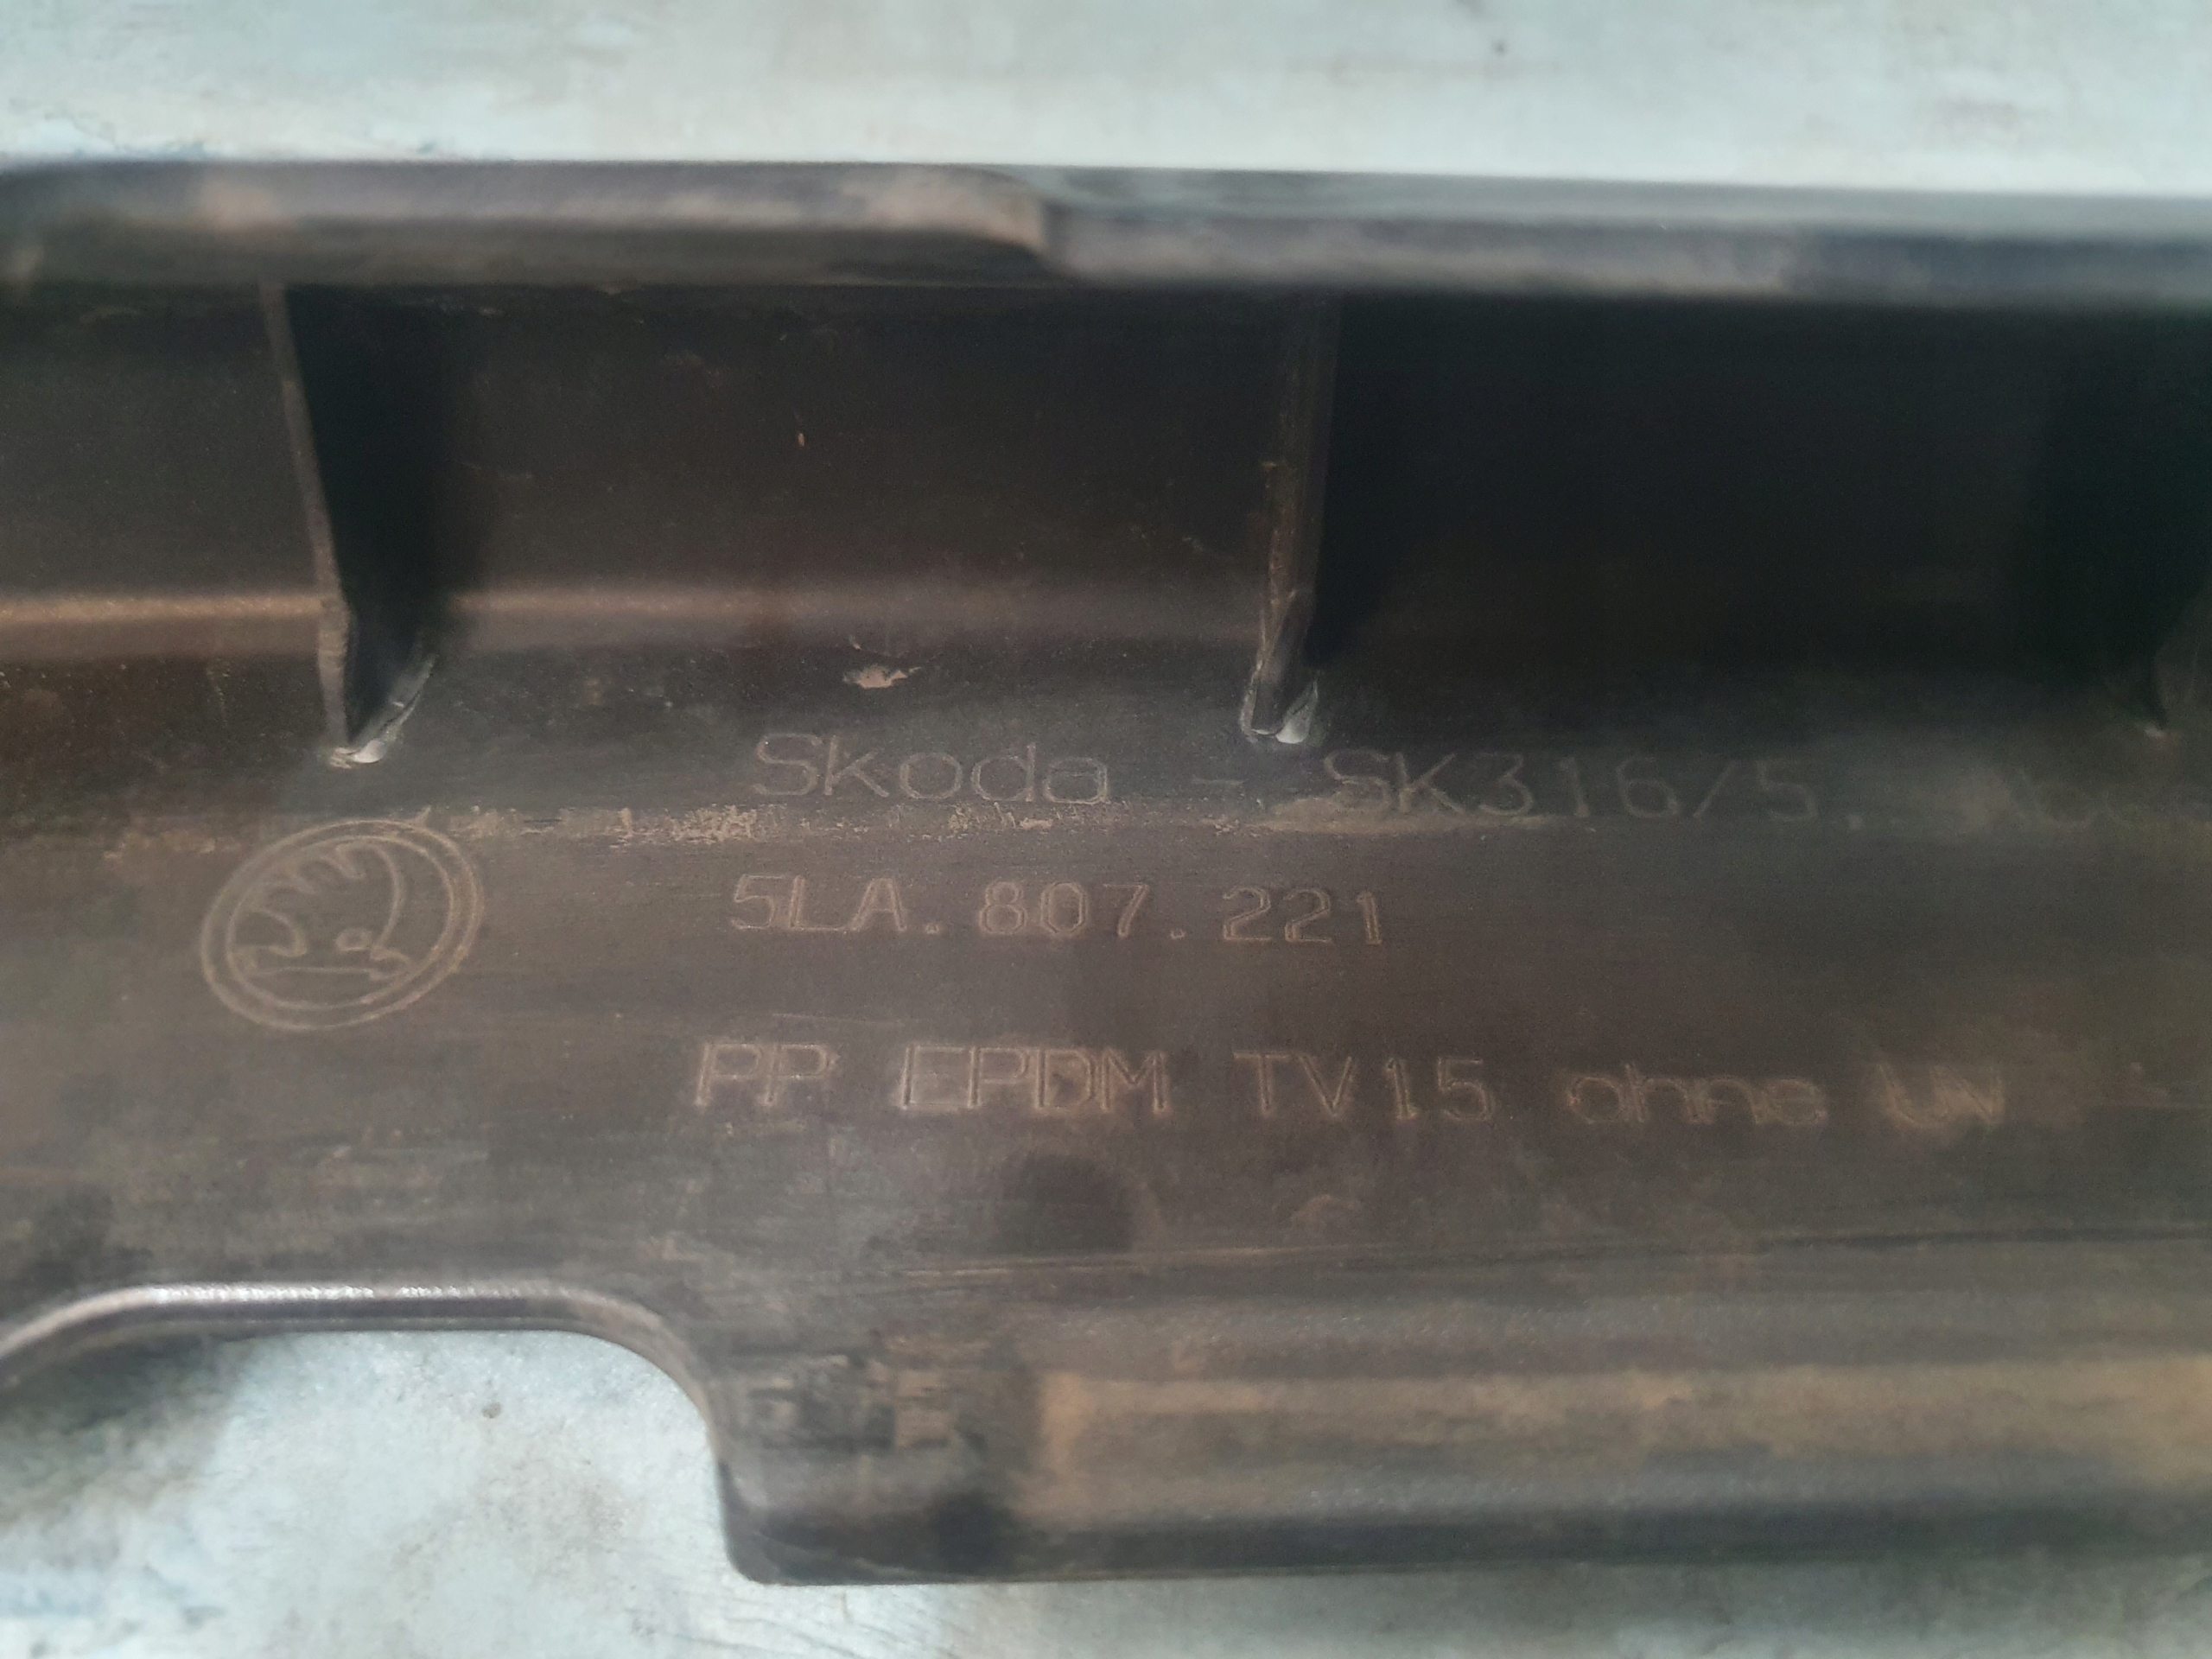 Skoda - SK316/5.
5LA.807.221
PP EPDM TV15 ohne UV